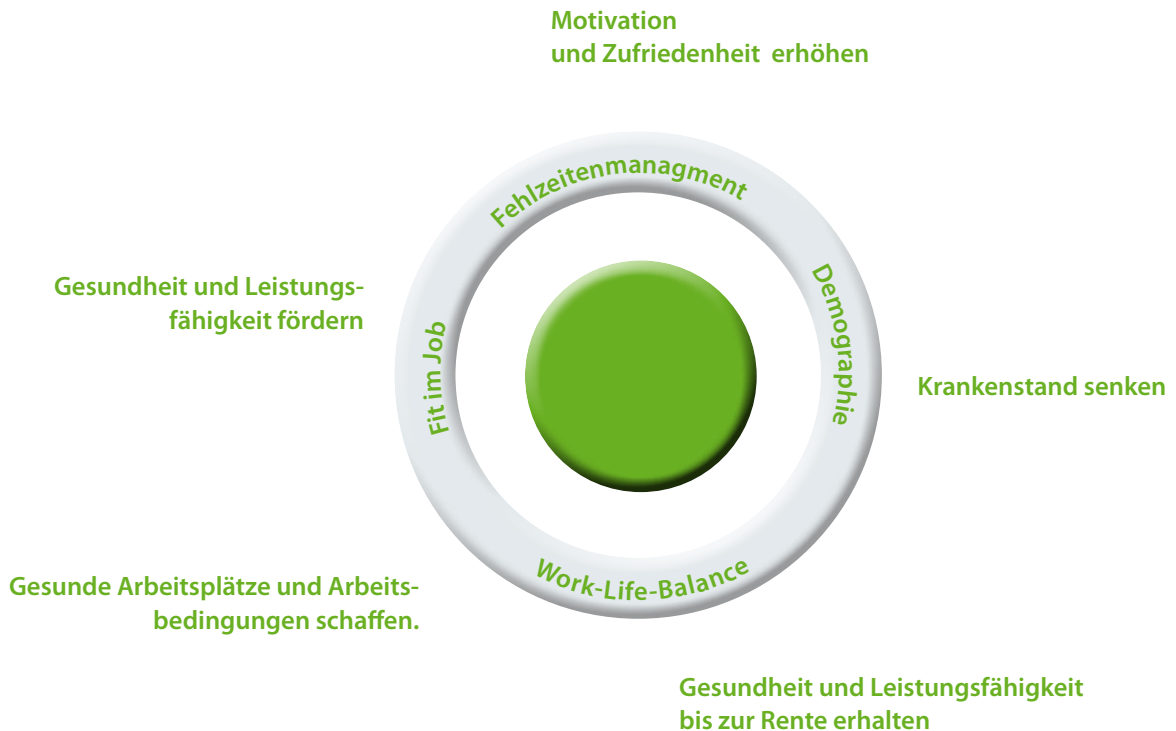 Motivation
und Zufriedenheit erhöhen
Fehlzeitenmanagment
Demographie
Gesundheit und Leistungs-
fähigkeit fördern
Fit im Job
Krankenstand senken
Work-Life-Balance
Gesunde Arbeitsplätze und Arbeits-
bedingungen schaffen.
Gesundheit und Leistungsfähigkeit
bis zur Rente erhalten